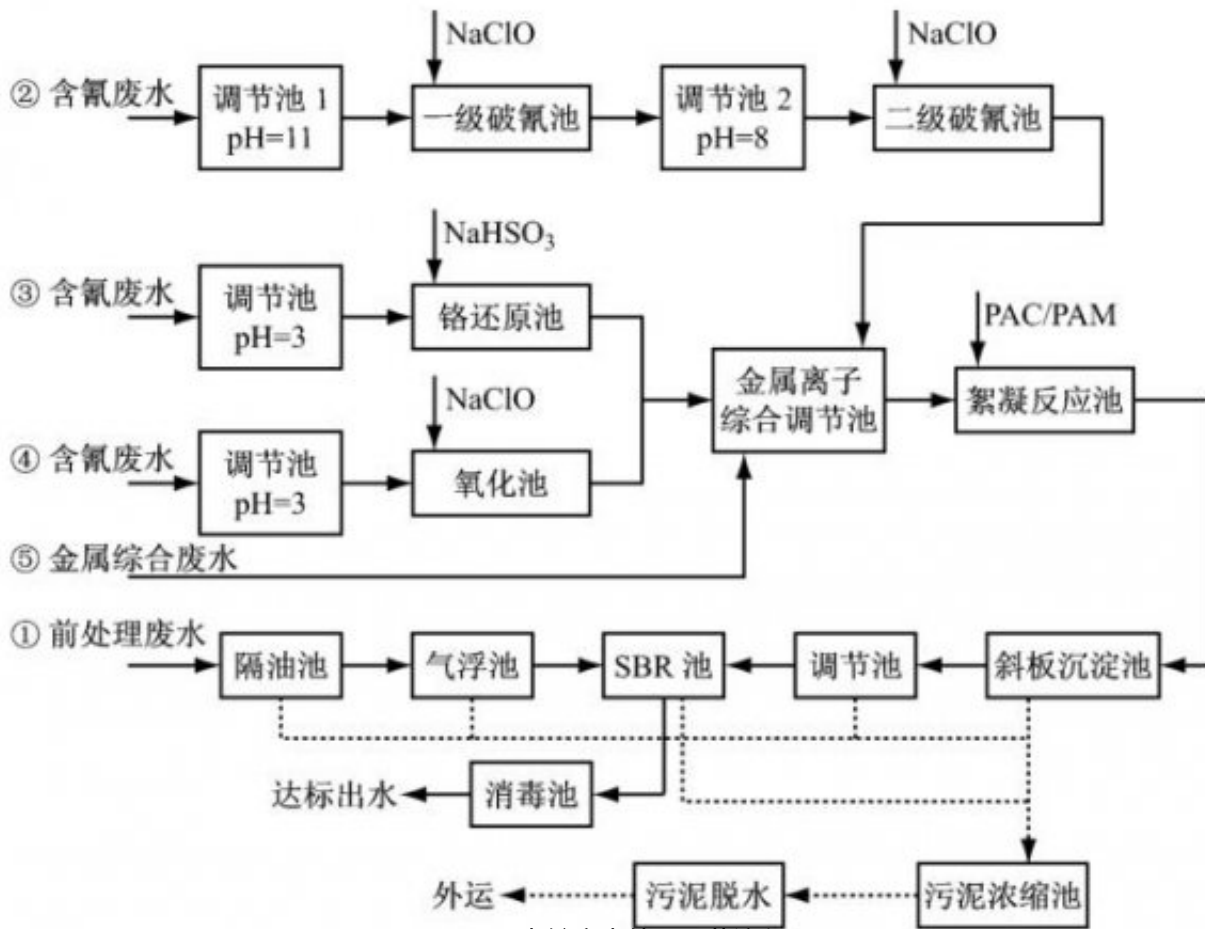 NaClO
NaClO
② 含氰废水
调节池 1
pH=11
一级破氰池
调节池 2
pH=8
二级破氰池
NaHSO₃
③ 含氰废水
调节池
pH=3
铬还原池
PAC/PAM
金属离子
综合调节池
絮凝反应池
NaClO
④ 含氰废水
调节池
pH=3
氧化池
⑤ 金属综合废水
① 前处理废水
隔油池
气浮池
SBR 池
调节池
斜板沉淀池
达标出水
消毒池
外运
污泥脱水
污泥浓缩池